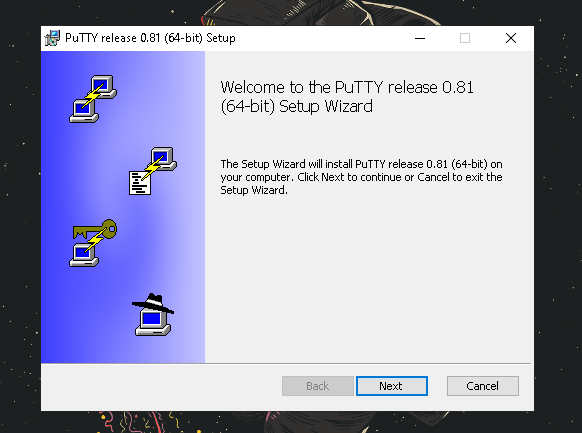 PuTTY release 0.81 (64-bit) Setup
Welcome to the PuTTY release 0.81
(64-bit) Setup Wizard
The Setup Wizard will install PuTTY release 0.81 (64-bit) on
your computer. Click Next to continue or Cancel to exit the
Setup Wizard.
Back
Next
Cancel